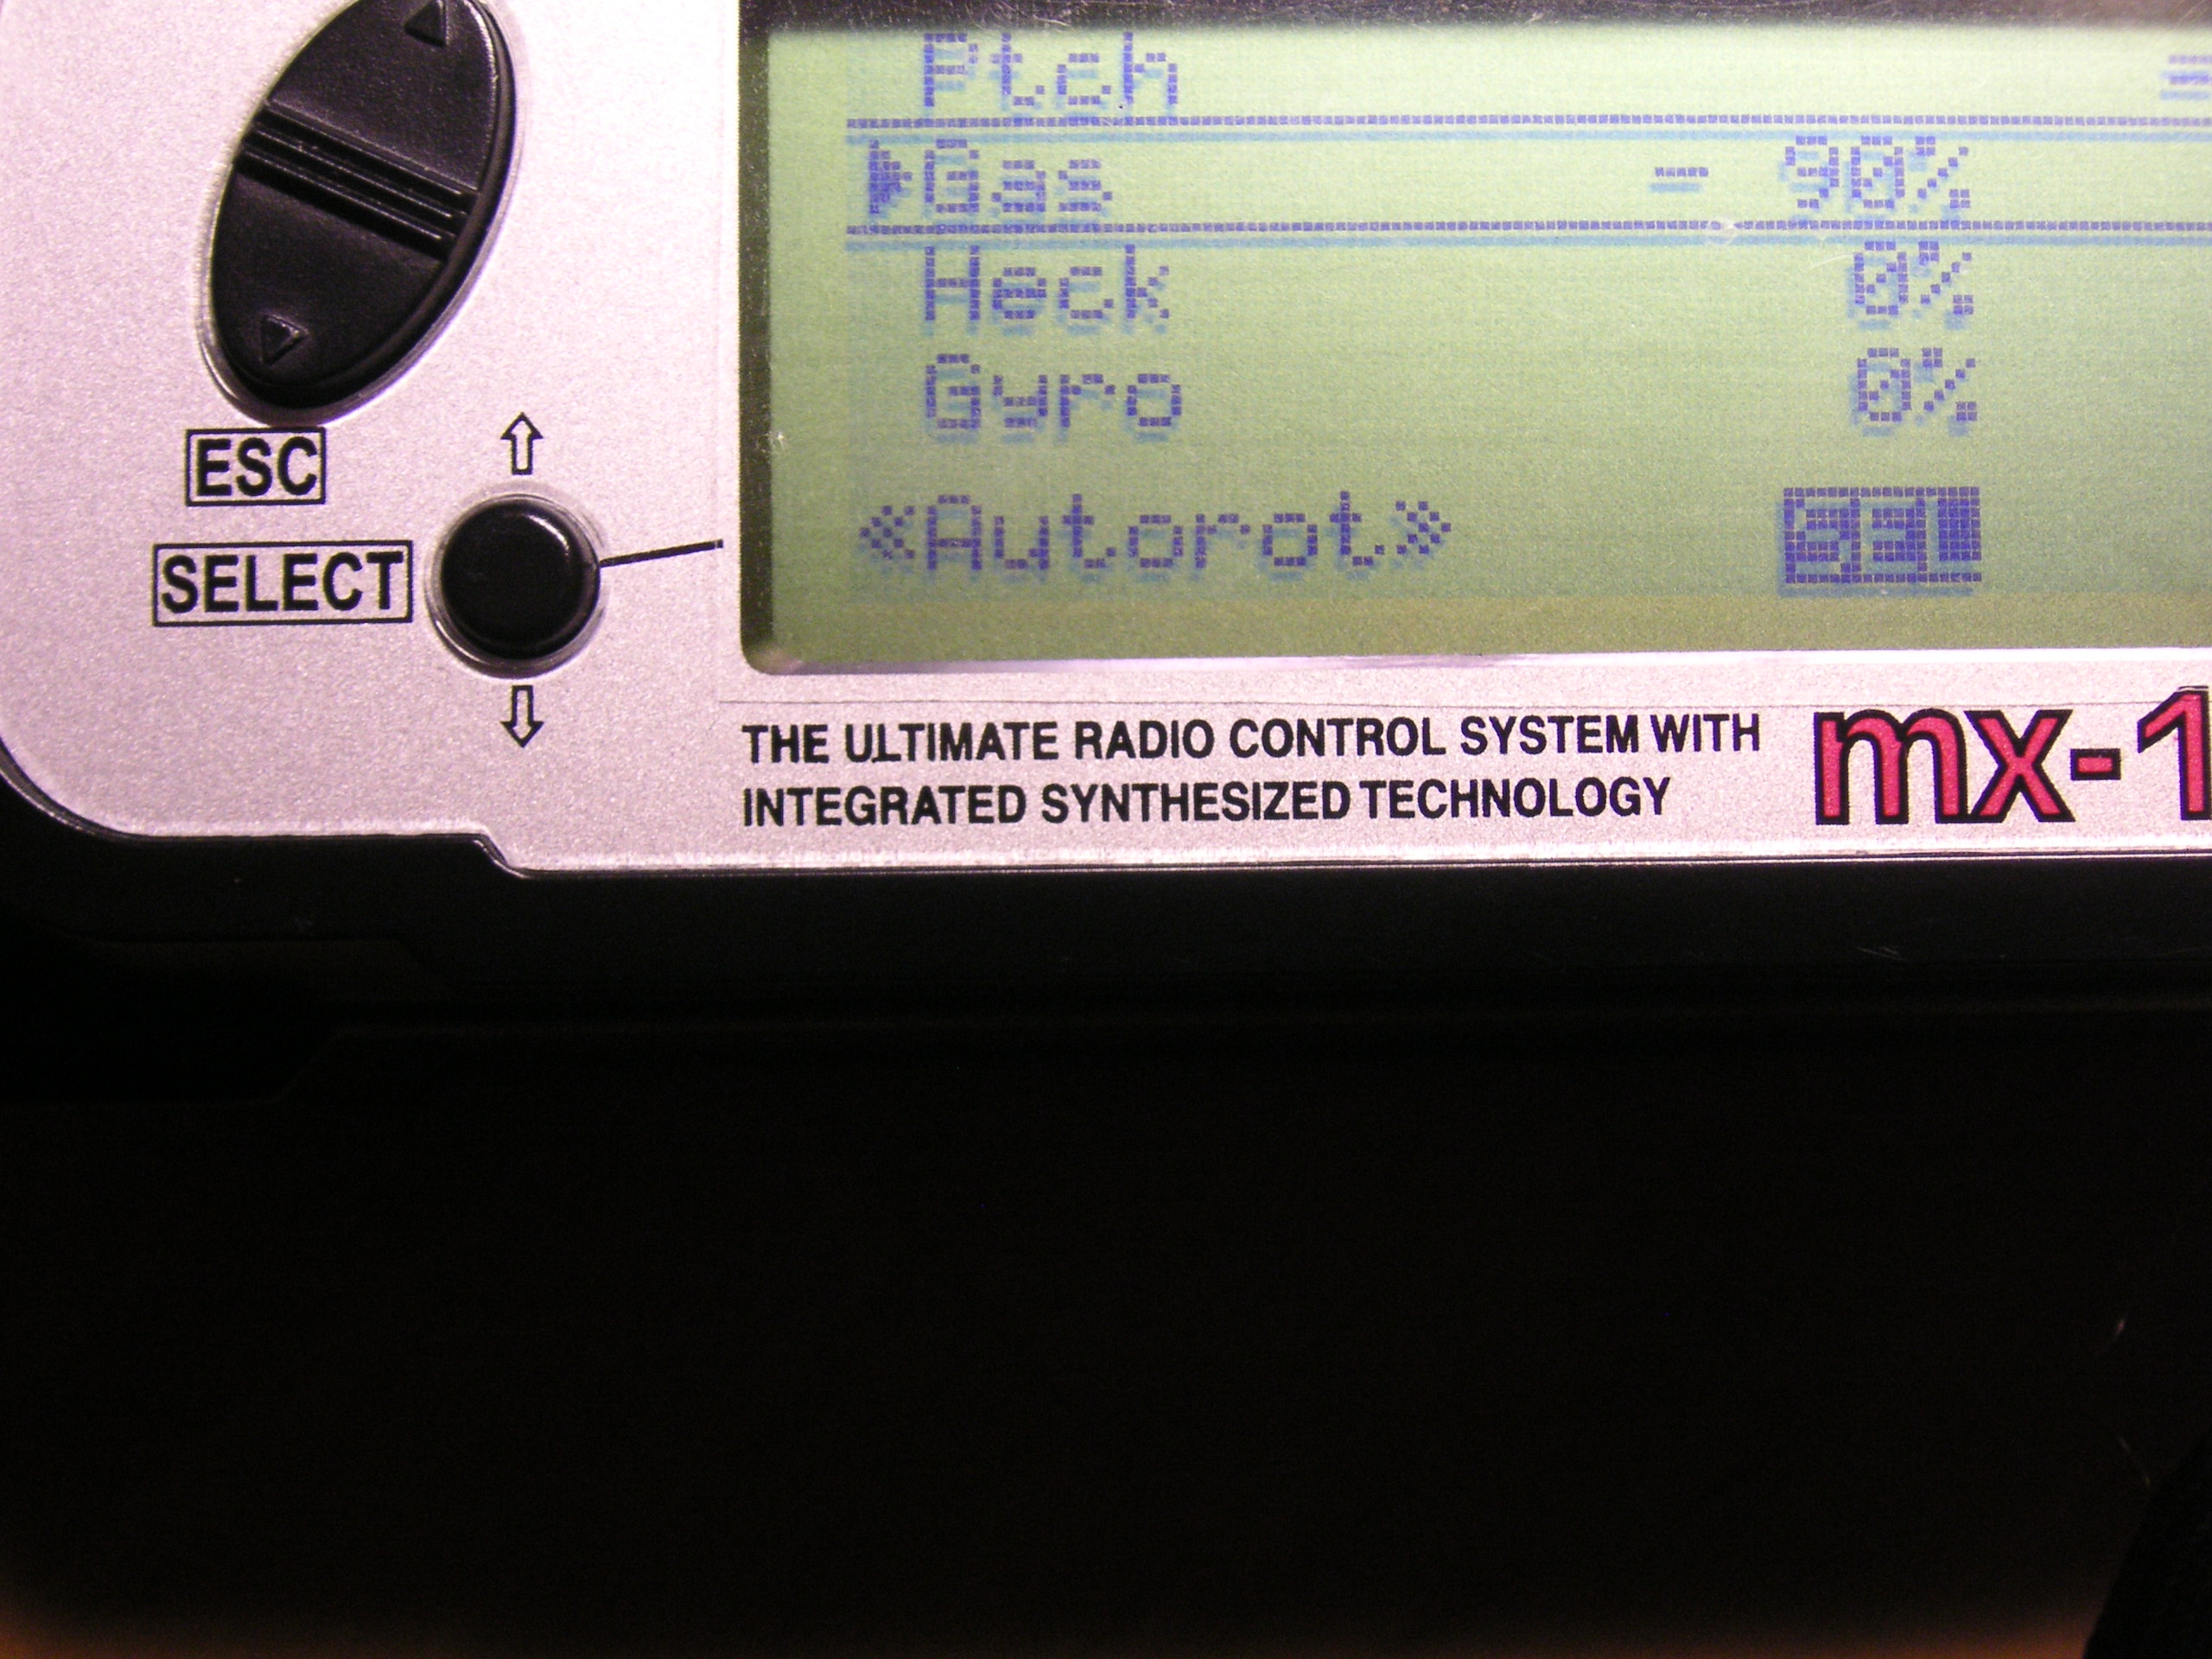 Ptch =
Gas - 90%
Heck 0%
Gyro 0%
«Autorot» SEL
ESC
SELECT
THE ULTIMATE RADIO CONTROL SYSTEM WITH
INTEGRATED SYNTHESIZED TECHNOLOGY
mx-1